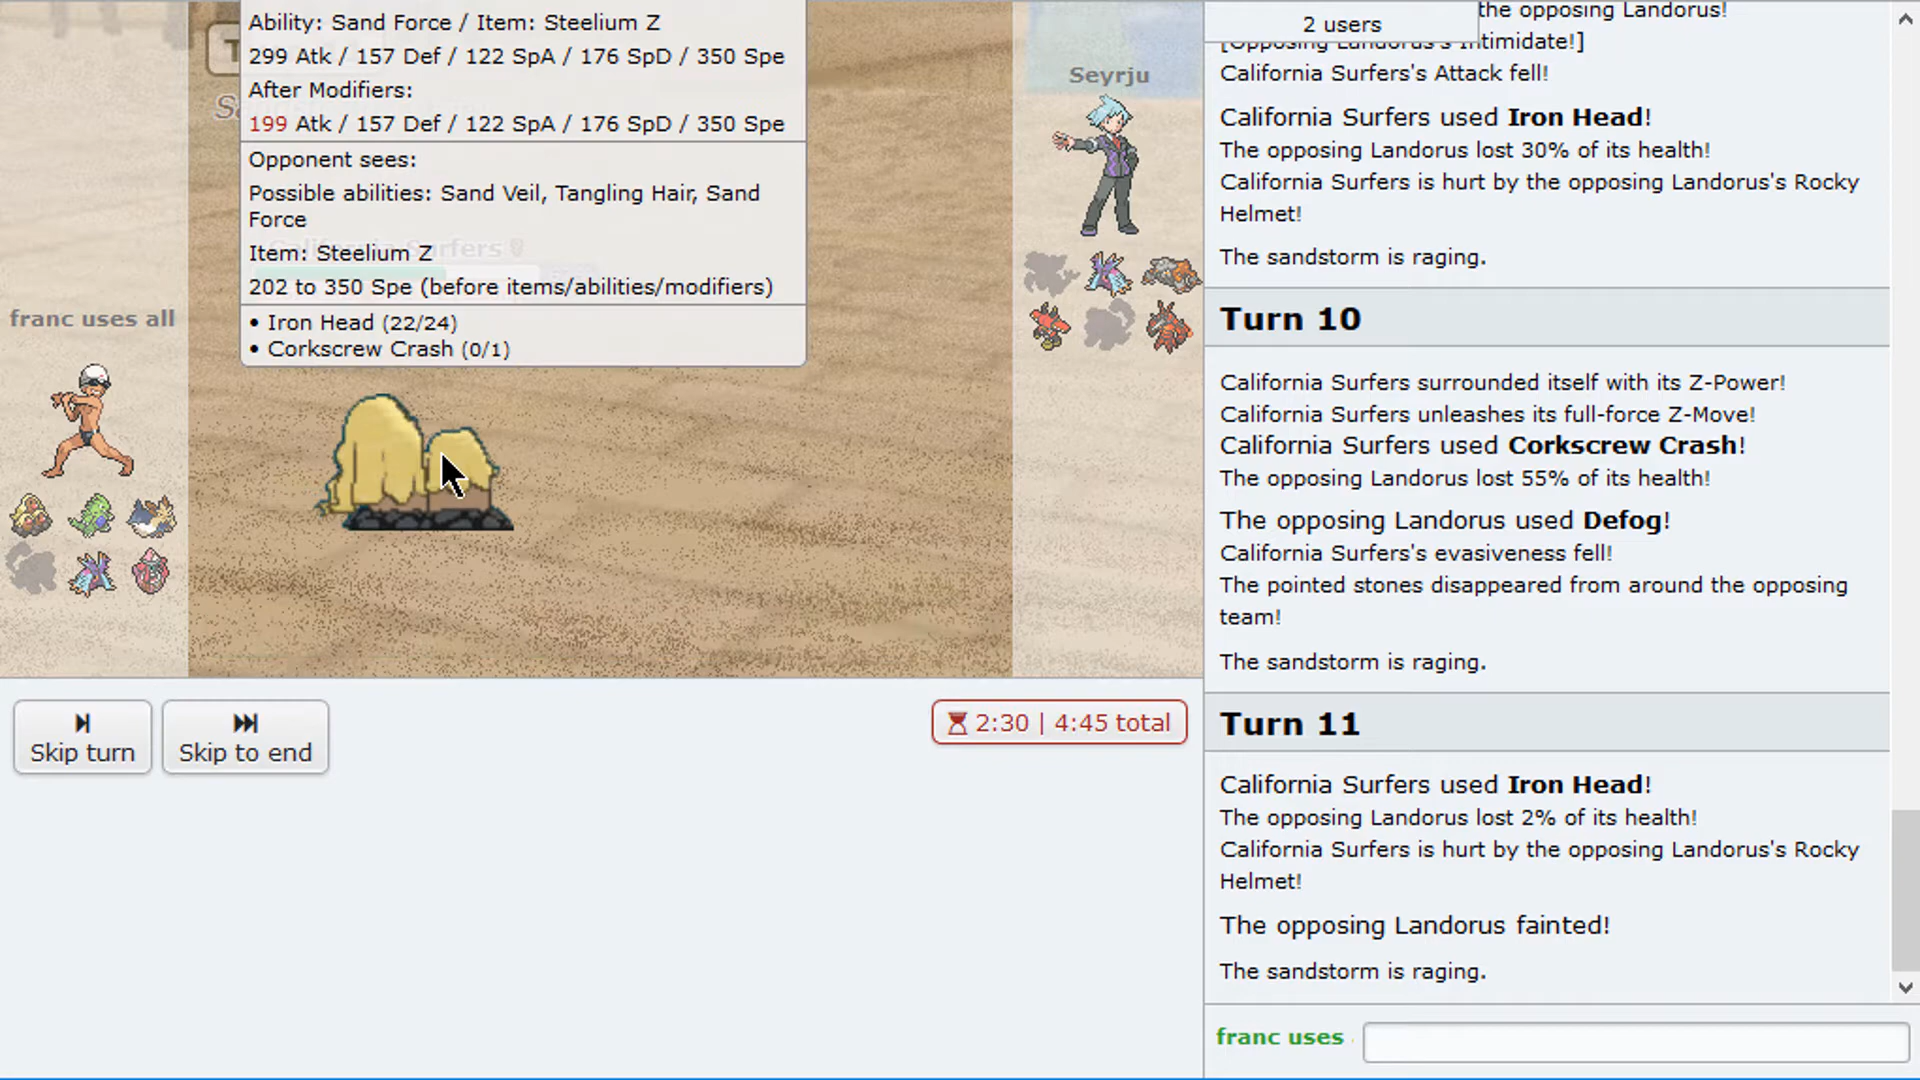 Ability: Sand Force / Item: Steelium Z
299 Atk / 157 Def / 122 SpA / 176 SpD / 350 Spe
After Modifiers:
199 Atk / 157 Def / 122 SpA / 176 SpD / 350 Spe
Opponent sees:
Possible abilities: Sand Veil, Tangling Hair, Sand
Force
Item: Steelium Z
202 to 350 Spe (before items/abilities/modifiers)
• Iron Head (22/24)
• Corkscrew Crash (0/1)
California Surfers
franc uses all
Seyrju
Skip turn
Skip to end
2:30 | 4:45 total
2 users
the opposing Landorus!
[Opposing Landorus's Intimidate!]
California Surfers's Attack fell!
California Surfers used Iron Head!
The opposing Landorus lost 30% of its health!
California Surfers is hurt by the opposing Landorus's Rocky
Helmet!
The sandstorm is raging.
Turn 10
California Surfers surrounded itself with its Z-Power!
California Surfers unleashes its full-force Z-Move!
California Surfers used Corkscrew Crash!
The opposing Landorus lost 55% of its health!
The opposing Landorus used Defog!
California Surfers's evasiveness fell!
The pointed stones disappeared from around the opposing
team!
The sandstorm is raging.
Turn 11
California Surfers used Iron Head!
The opposing Landorus lost 2% of its health!
California Surfers is hurt by the opposing Landorus's Rocky
Helmet!
The opposing Landorus fainted!
The sandstorm is raging.
franc uses